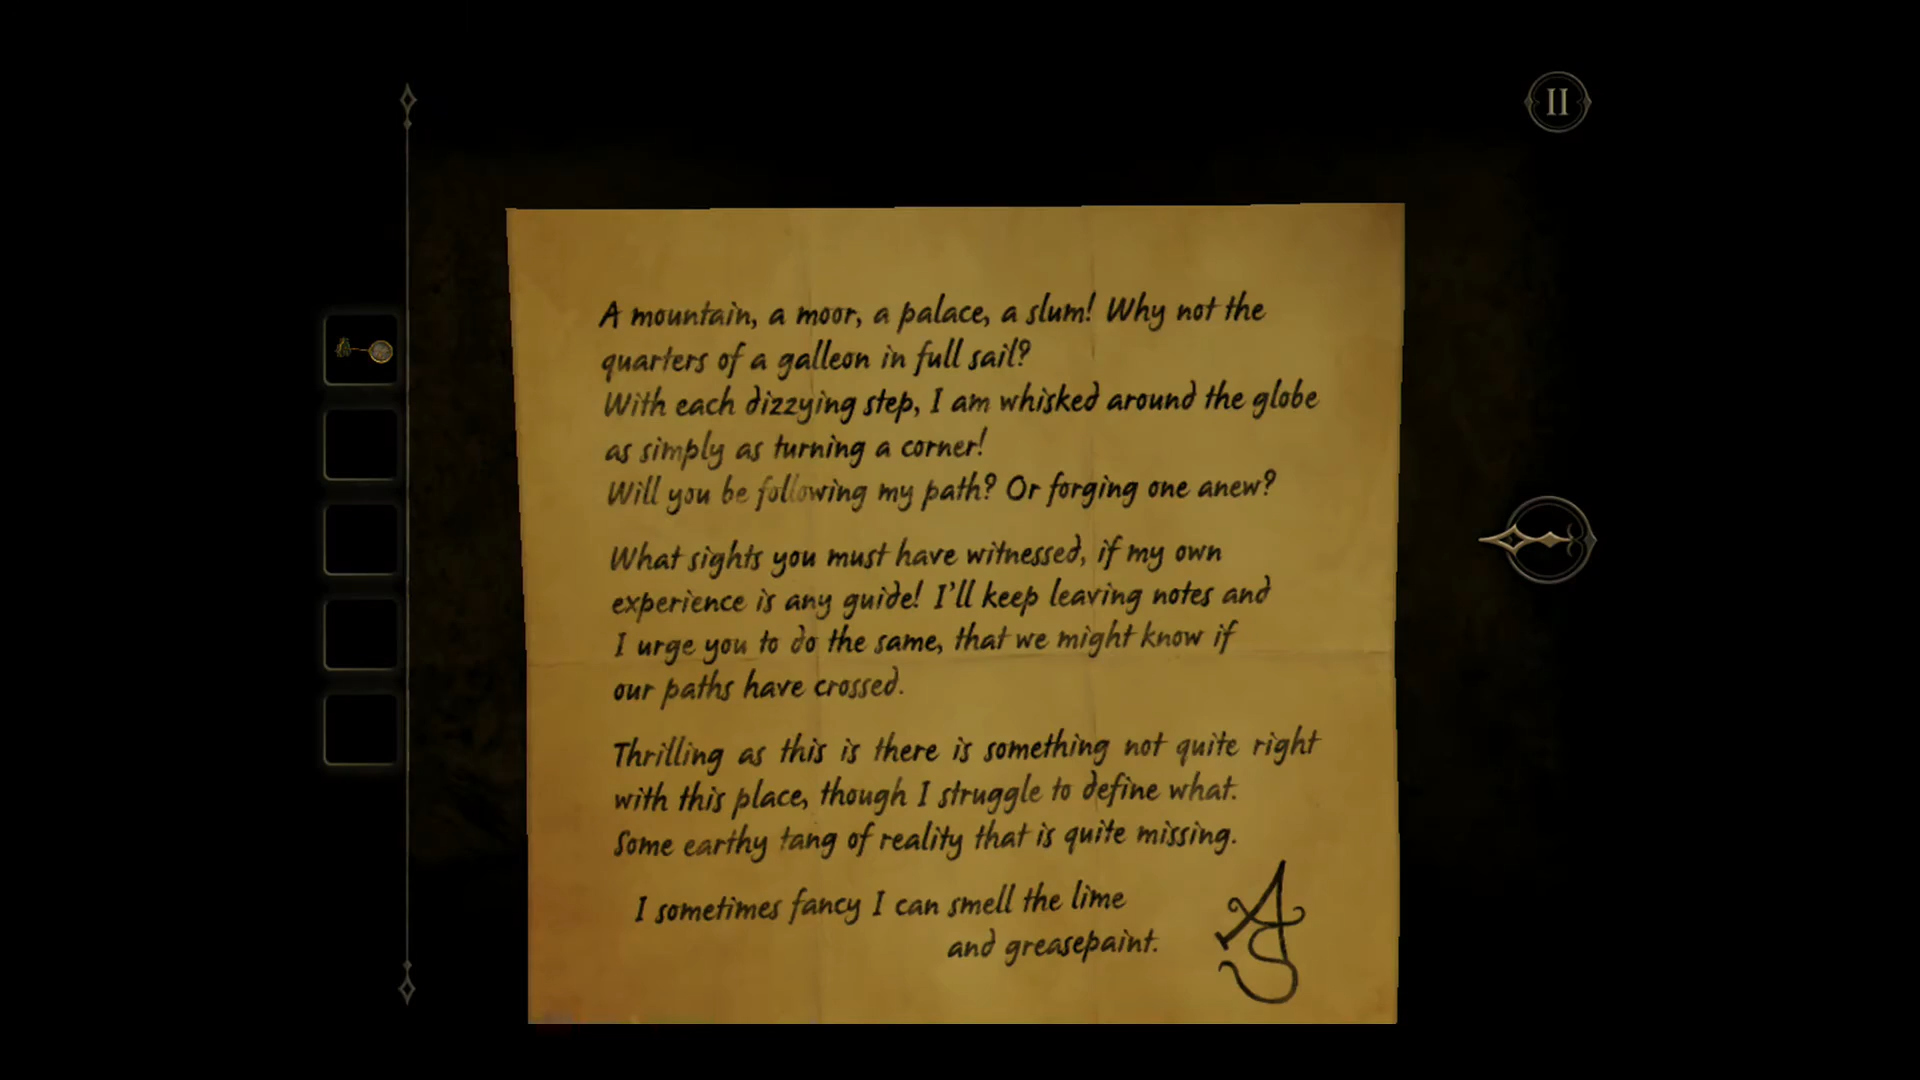 II
A mountain, a moor, a palace, a slum! Why not the
quarters of a galleon in full sail?
With each dizzying step, I am whisked around the globe
as simply as turning a corner!
Will you be following my path? Or forging one anew?
What sights you must have witnessed, if my own
experience is any guide! I'll keep leaving notes and
I urge you to do the same, that we might know if
our paths have crossed.
Thrilling as this is there is something not quite right
with this place, though I struggle to define what.
Some earthy tang of reality that is quite missing.
I sometimes fancy I can smell the lime
and greasepaint.
AS